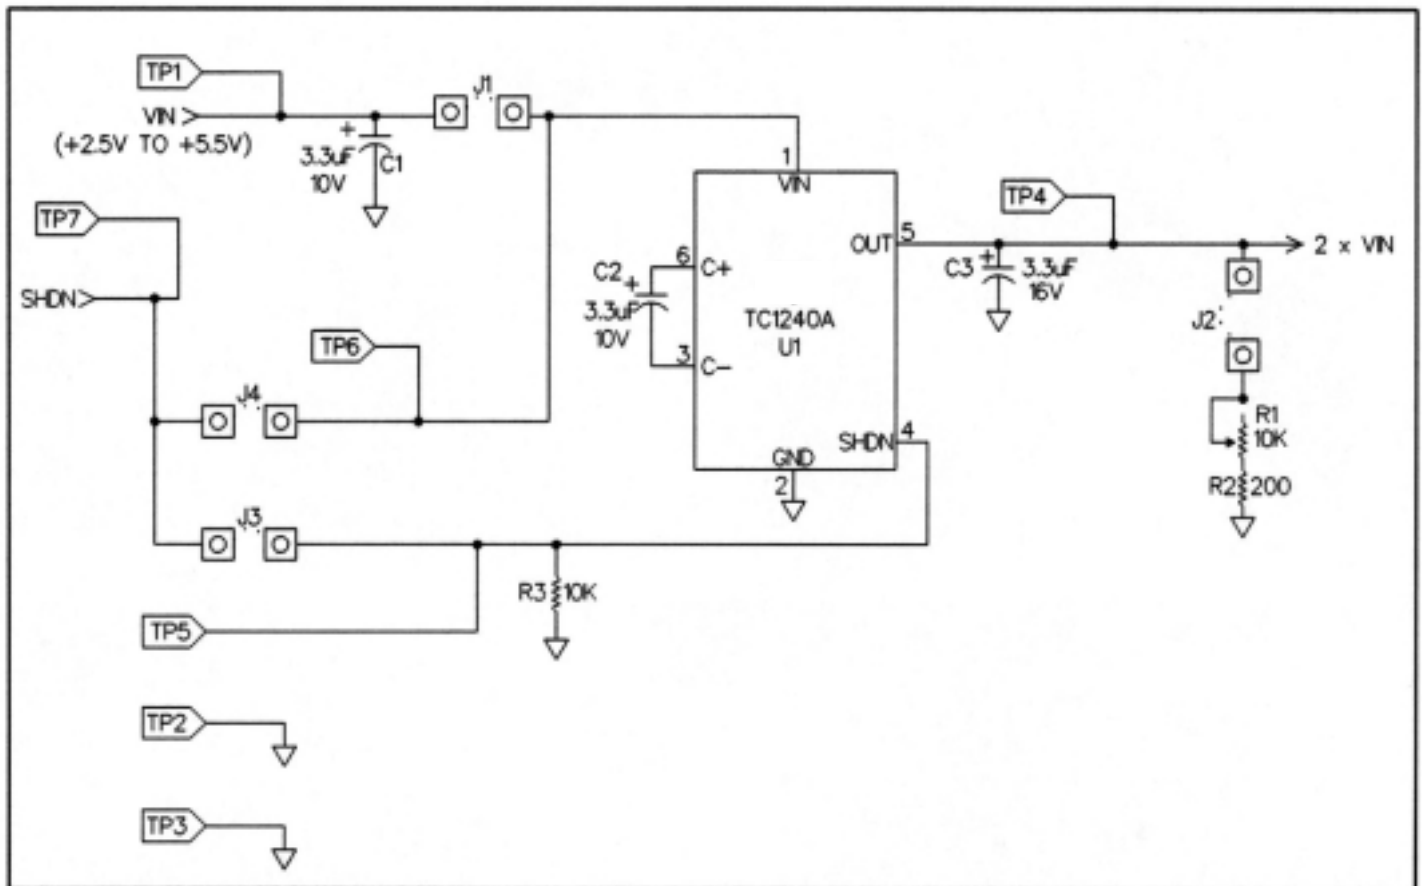 TP1
J1
VIN
(+2.5V TO +5.5V)
3.3uF
10V
C1
1
VIN
TP7
TP4
OUT
5
2 x VIN
C3
3.3uF
16V
SHDN
C2
3.3uF
10V
6
C+
TC1240A
U1
3
C-
J2
TP6
J4
R1
10K
SHDN
4
GND
2
R2
200
J3
R3
10K
TP5
TP2
TP3